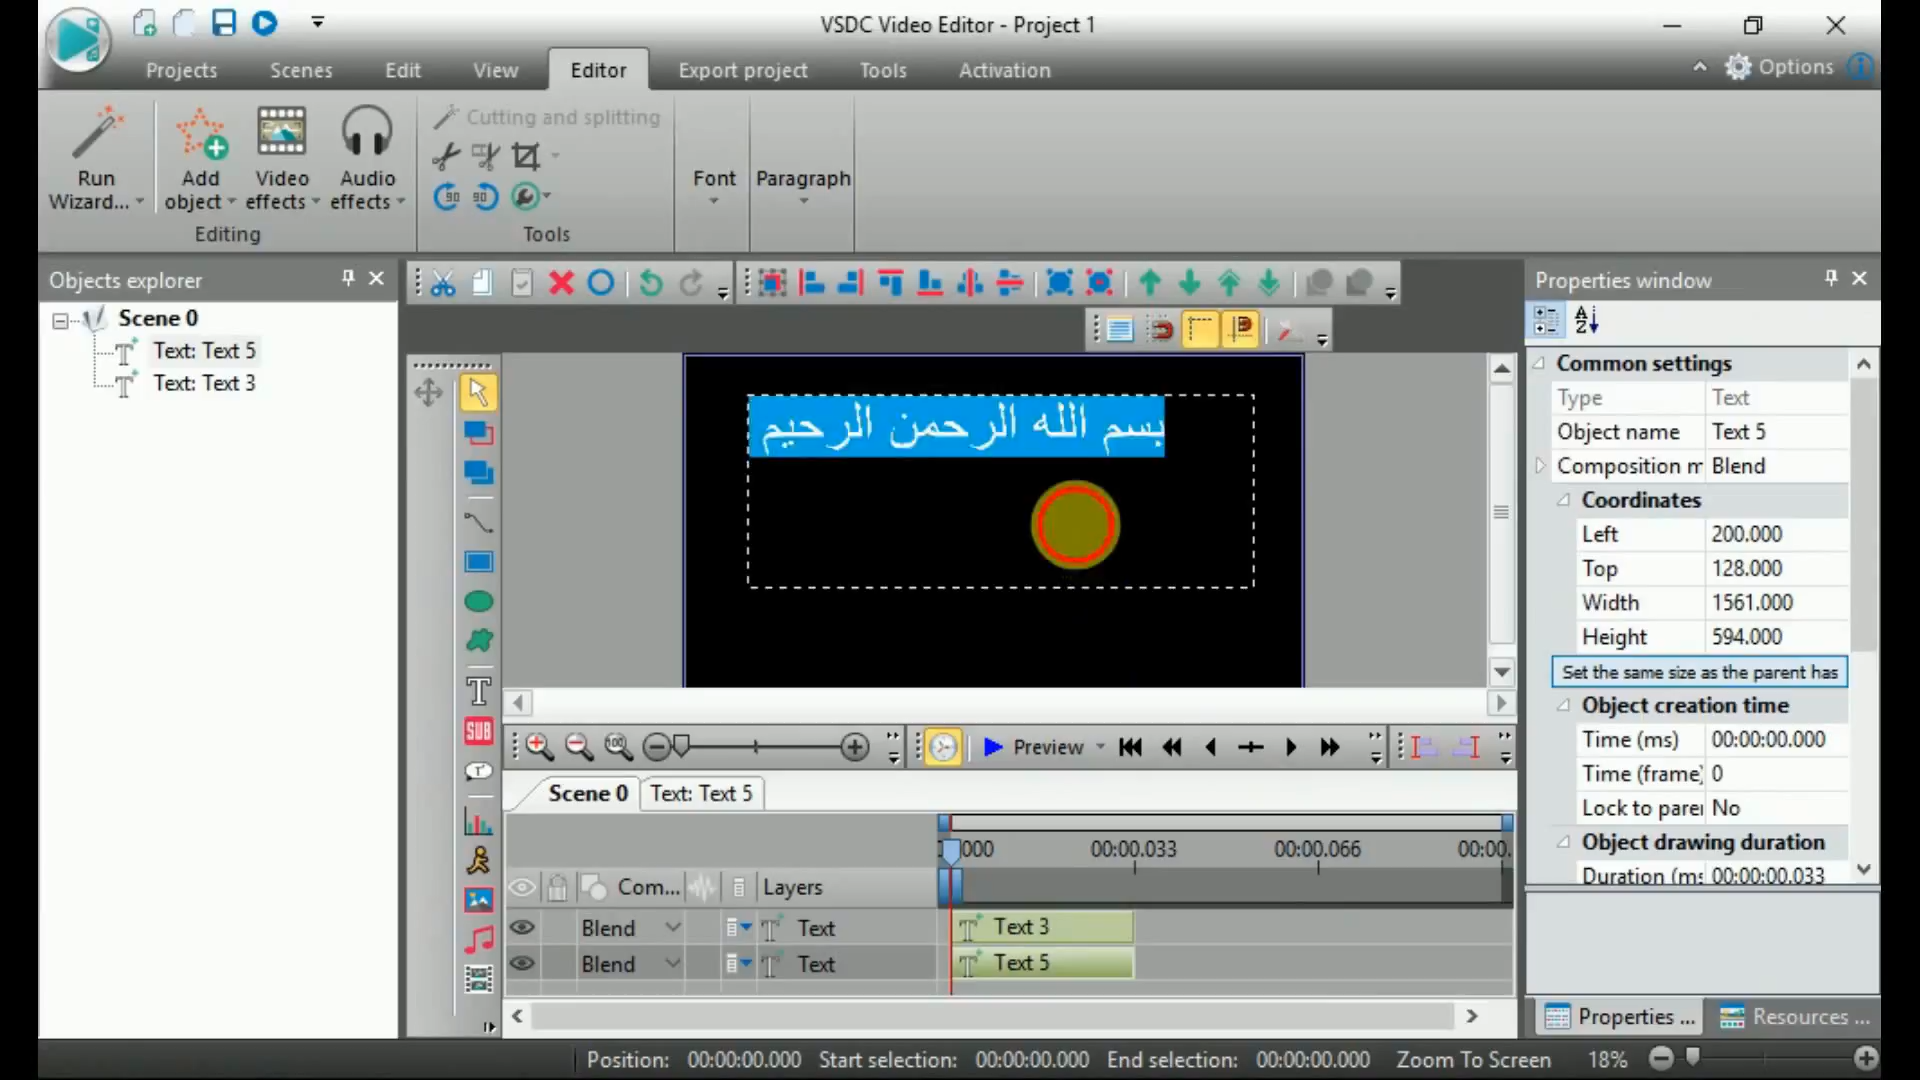 VSDC Video Editor - Project 1
Projects
Scenes
Edit
View
Editor
Export project
Tools
Activation
Options
Run Wizard...
Add object
Video effects
Audio effects
Editing
Cutting and splitting
90
90
Tools
Font
Paragraph
Objects explorer
Scene 0
Text: Text 5
Text: Text 3
بسم الله الرحمن الرحيم
SUB
Properties window
Common settings
Type Text
Object name Text 5
Composition m Blend
Coordinates
Left 200.000
Top 128.000
Width 1561.000
Height 594.000
Set the same size as the parent has
Object creation time
Time (ms) 00:00:00.000
Time (frame) 0
Lock to parei No
Object drawing duration
Duration (ms 00:00:00.033
Properties ...
Resources ...
100
Preview
Scene 0
Text: Text 5
000
00:00.033
00:00.066
00:00.
Com...
Layers
Blend
Text
Text 3
Blend
Text
Text 5
Position: 00:00:00.000
Start selection: 00:00:00.000
End selection: 00:00:00.000
Zoom To Screen
18%